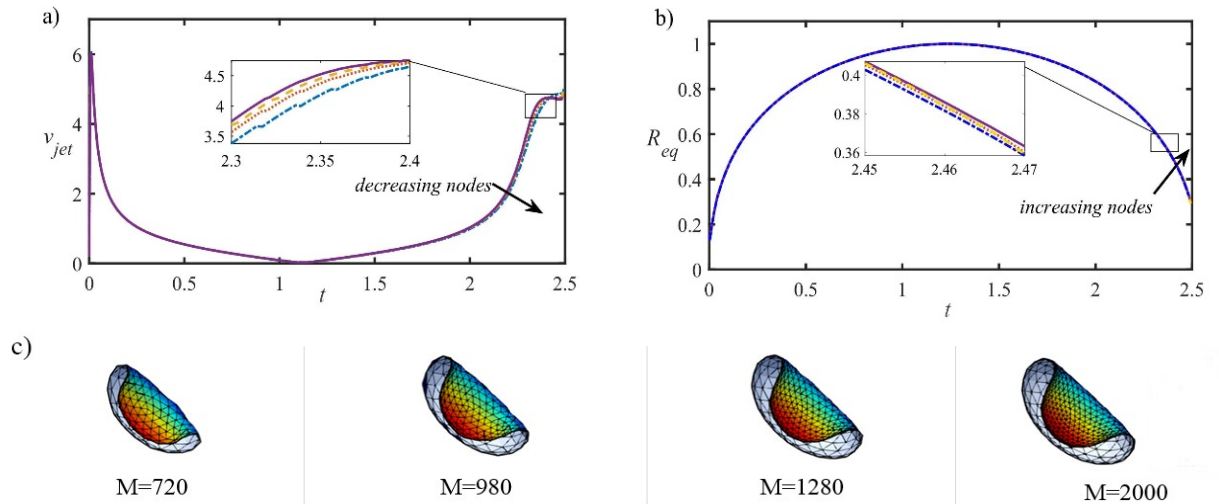 a)
6
4
2
0
v_jet
4.5
4
3.5
2.3
2.35
2.4
decreasing nodes
0
0.5
1
1.5
2
2.5
t
b)
1
0.8
0.6
0.4
0.2
0
R_eq
0.4
0.38
0.36
2.45
2.46
2.47
increasing nodes
0
0.5
1
1.5
2
2.5
t
c)
M=720
M=980
M=1280
M=2000